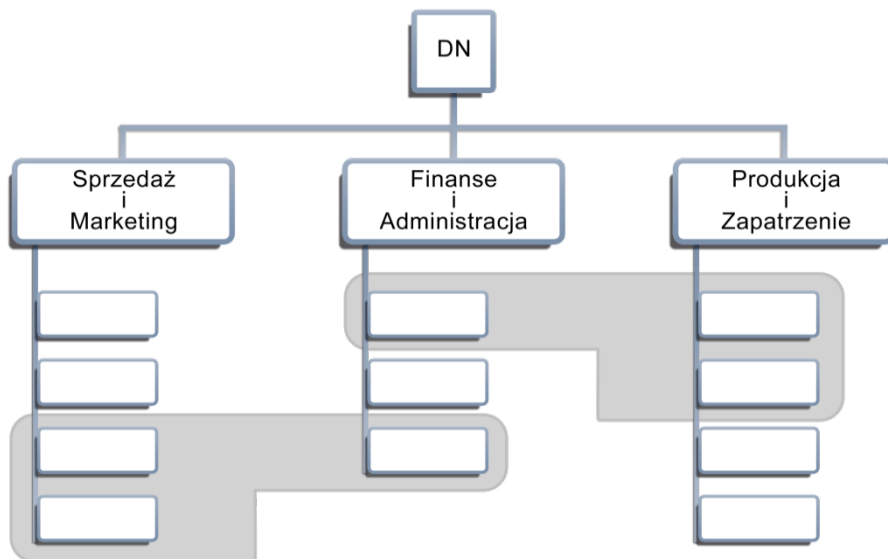 DN
Sprzedaż
i
Marketing
Finanse
i
Administracja
Produkcja
i
Zapatrzenie